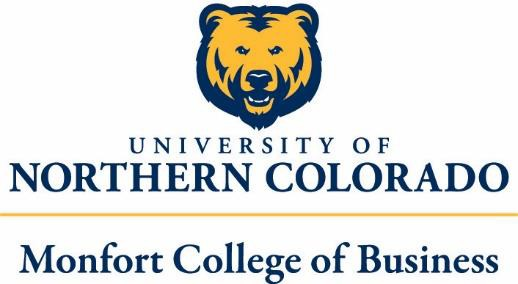 UNIVERSITY OF
NORTHERN COLORADO
Monfort College of Business